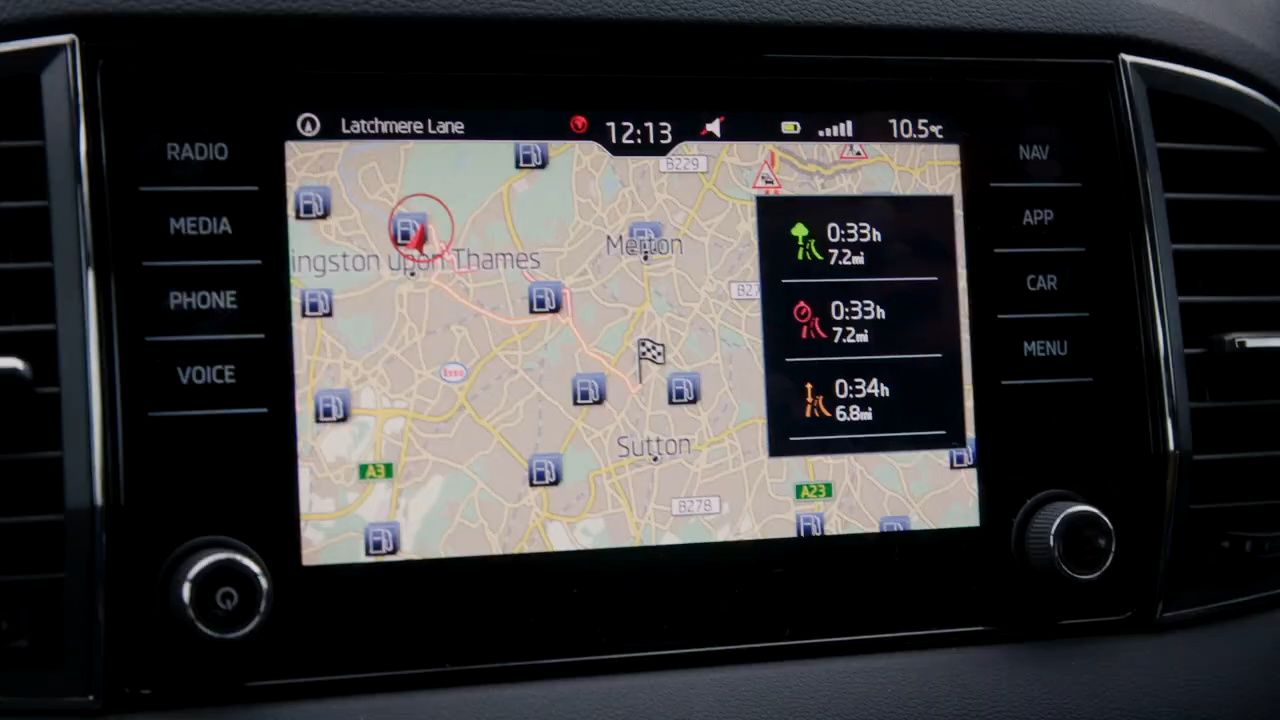 Latchmere Lane
12:13
10.5°C
RADIO
MEDIA
PHONE
VOICE
NAV
APP
CAR
MENU
B229
Merton
ingston upon Thames
B27
Esso
Sutton
A3
A23
B278
0:33h
7.2mi
0:33h
7.2mi
0:34h
6.8mi